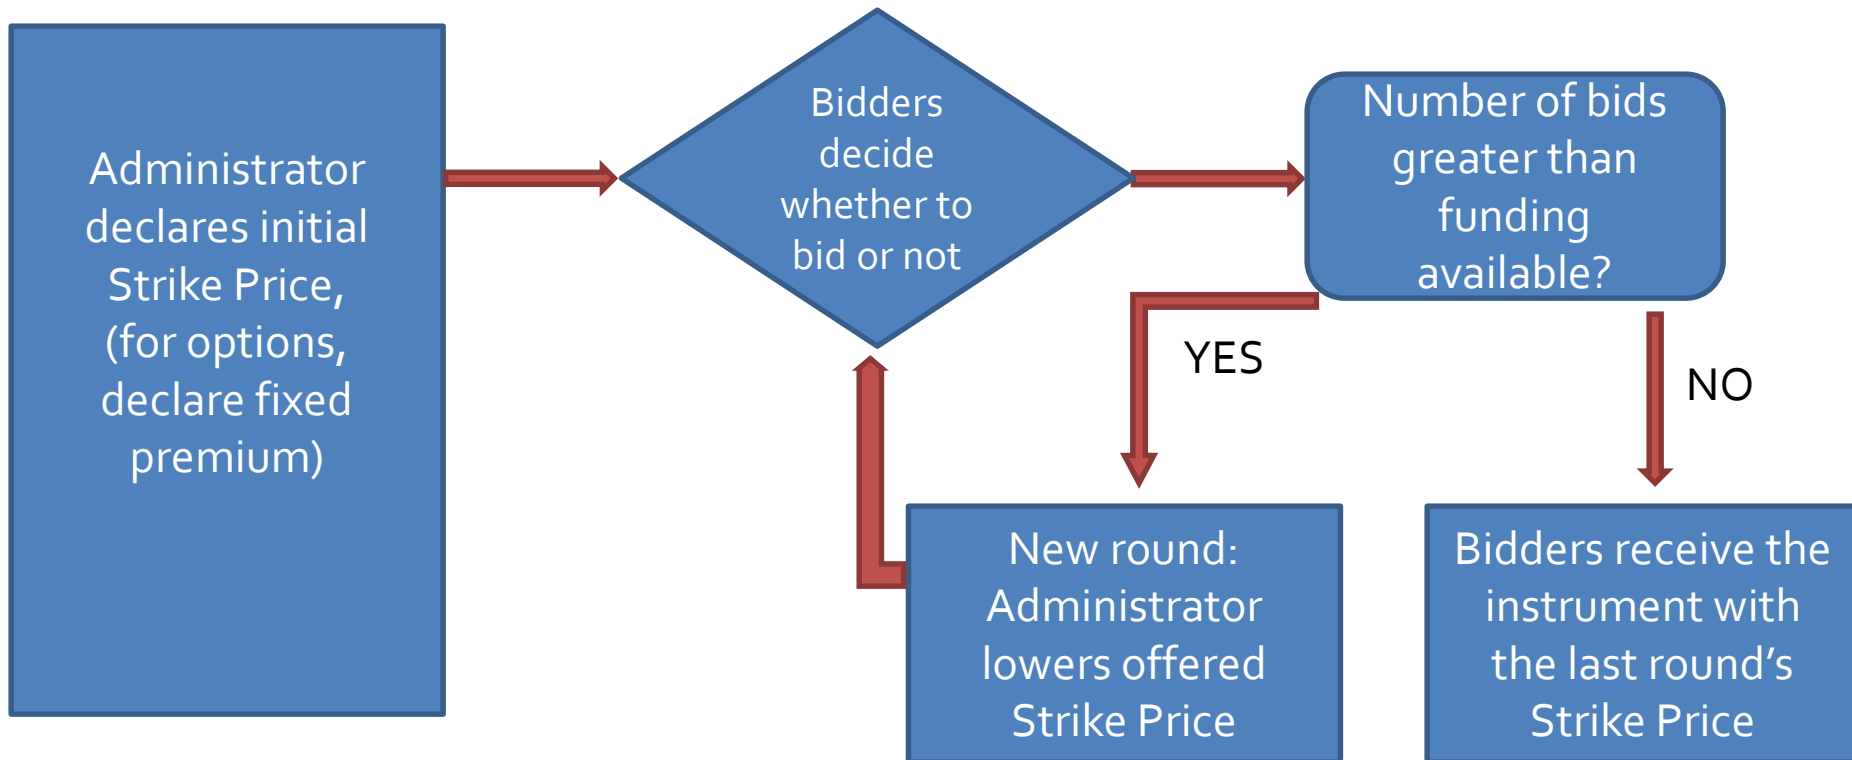 Administrator
declares initial
Strike Price,
(for options,
declare fixed
premium)
Bidders
decide
whether to
bid or not
Number of bids
greater than
funding
available?
YES
NO
New round:
Administrator
lowers offered
Strike Price
Bidders receive the
instrument with
the last round’s
Strike Price